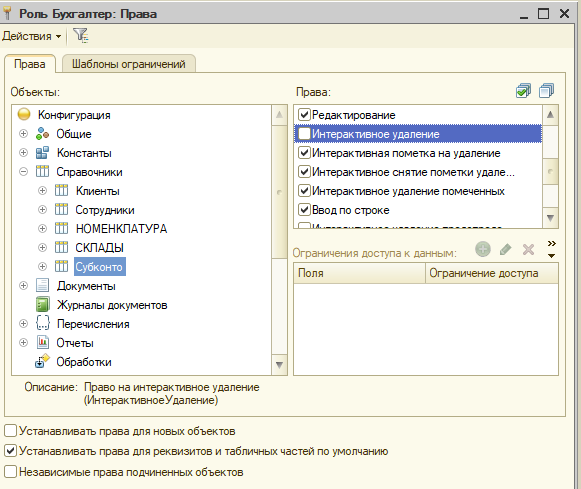 Роль Бухгалтер: Права
Действия
Права
Шаблоны ограничений
Объекты:
Конфигурация
Общие
Константы
Справочники
Клиенты
Сотрудники
НОМЕНКЛАТУРА
СКЛАДЫ
Субконто
Документы
Журналы документов
Перечисления
Отчеты
Обработки
Права:
Редактирование
Интерактивное удаление
Интерактивная пометка на удаление
Интерактивное снятие пометки удале...
Интерактивное удаление помеченных
Ввод по строке
Ограничения доступа к данным:
Поля
Ограничение доступа
Описание: Право на интерактивное удаление
(ИнтерактивноеУдаление)
Устанавливать права для новых объектов
Устанавливать права для реквизитов и табличных частей по умолчанию
Независимые права подчиненных объектов